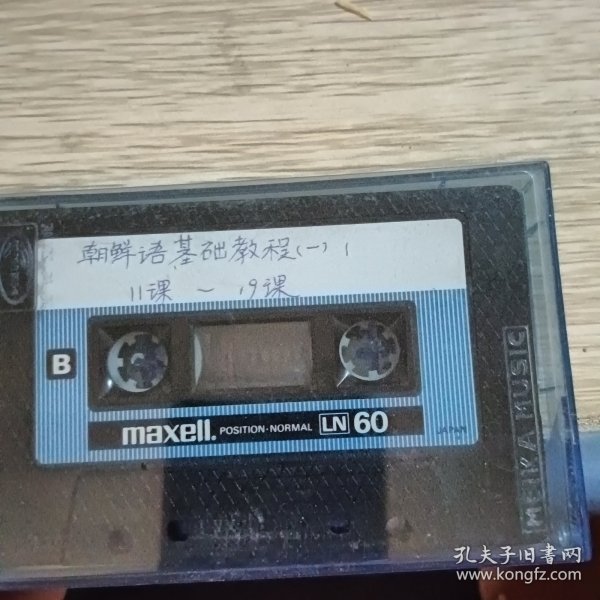 朝鲜语基础教程(一)1
11课 ～ 19课
B
maxell. POSITION·NORMAL LN 60
JAPAN
MEIKA MUSIC
孔夫子旧书网
www.kongfz.com